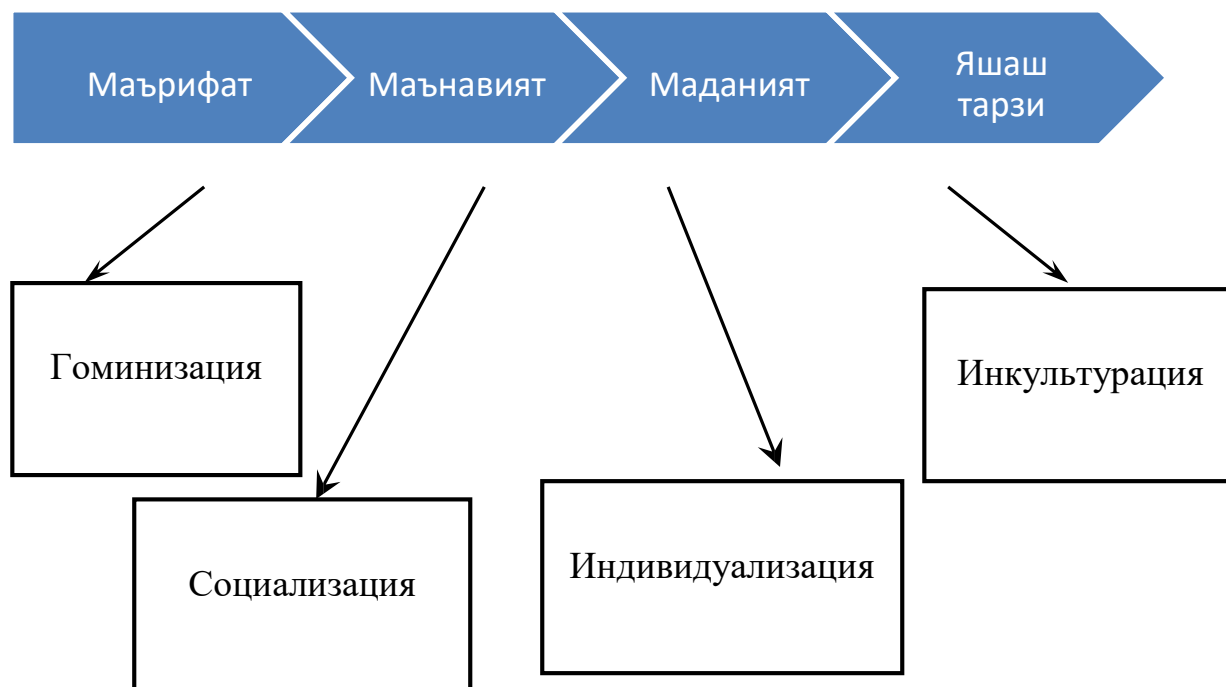 Маърифат
Маънавият
Маданият
Яшаш
тарзи
Гоминизация
Инкультурация
Социализация
Индивидуализация